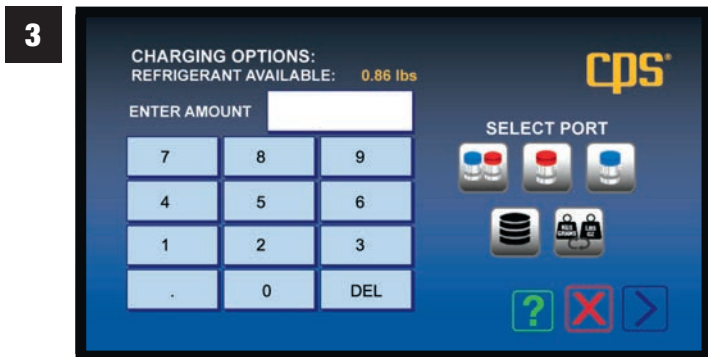 3
CHARGING OPTIONS:
REFRIGERANT AVAILABLE: 0.86 lbs
cps®
ENTER AMOUNT
SELECT PORT
7 8 9
4 5 6
1 2 3
. 0 DEL
KGS GRAMS LBS OZ
?